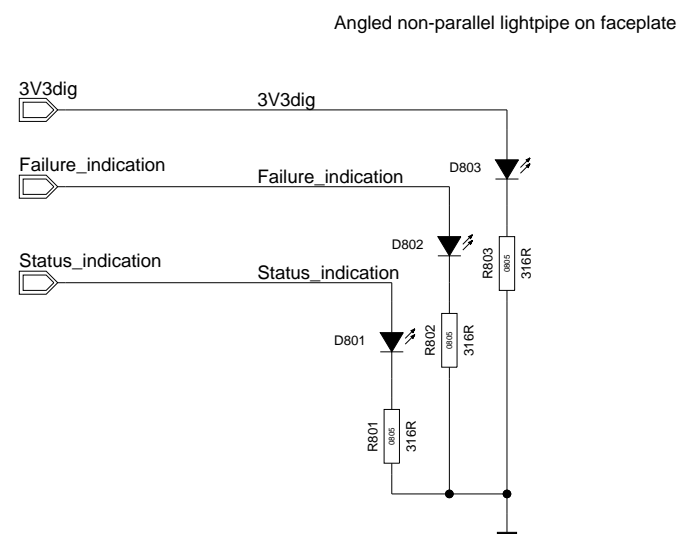 Angled non-parallel lightpipe on faceplate
3V3dig
3V3dig
D803
Failure_indication
Failure_indication
D802
R803
0805
316R
Status_indication
Status_indication
D801
R802
0805
316R
R801
0805
316R